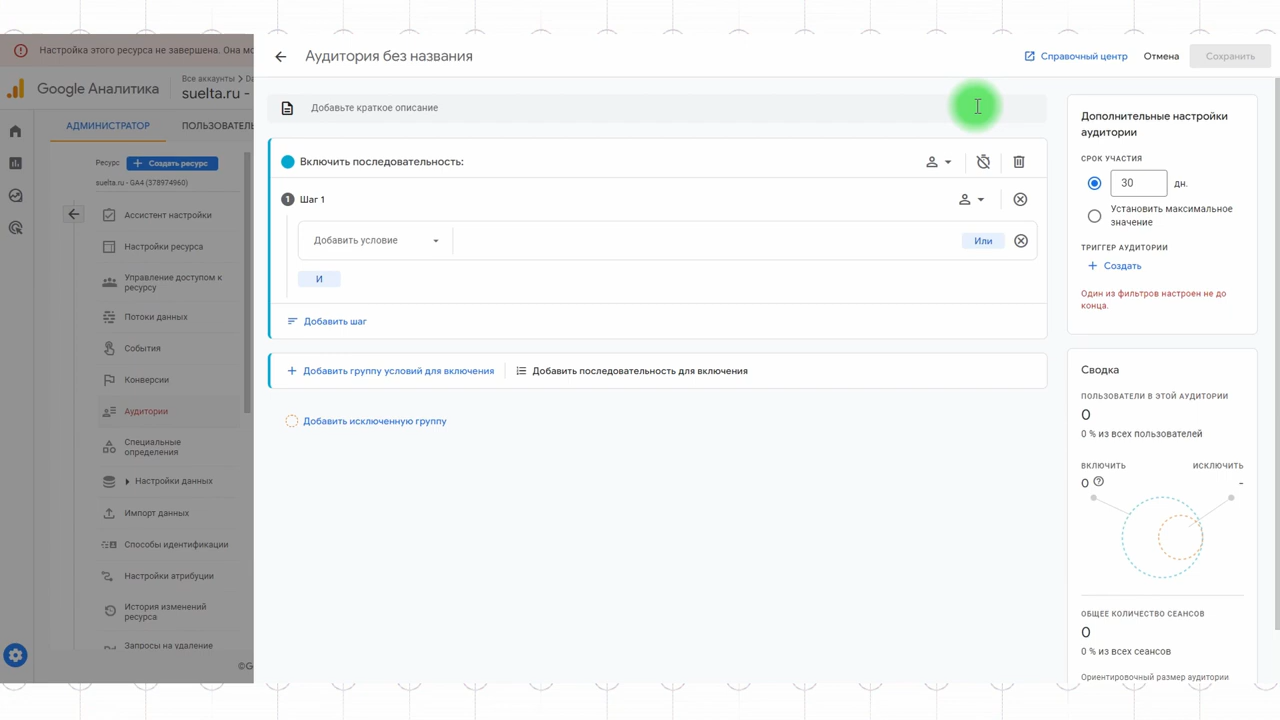 Настройка этого ресурса не завершена. Она мо
Google Аналитика
Все аккаунты > Da
suelta.ru -
АДМИНИСТРАТОР
ПОЛЬЗОВАТЕЛЬ
Ресурс
Создать ресурс
suelta.ru - GA4 (378974960)
Ассистент настройки
Настройки ресурса
Управление доступом к
ресурсу
Потоки данных
События
Конверсии
Аудитории
Специальные
определения
Настройки данных
Импорт данных
Способы идентификации
Настройки атрибуции
История изменений
ресурса
Запросы на удаление
©G
Аудитория без названия
Справочный центр
Отмена
Сохранить
Добавьте краткое описание
Включить последовательность:
1 Шаг 1
Добавить условие
Или
И
Добавить шаг
Добавить группу условий для включения
Добавить последовательность для включения
Добавить исключенную группу
Дополнительные настройки
аудитории
СРОК УЧАСТИЯ
30 дн.
Установить максимальное
значение
ТРИГГЕР АУДИТОРИИ
Создать
Один из фильтров настроен не до
конца.
Сводка
ПОЛЬЗОВАТЕЛИ В ЭТОЙ АУДИТОРИИ
0
0 % из всех пользователей
ВКЛЮЧИТЬ ИСКЛЮЧИТЬ
0 -
ОБЩЕЕ КОЛИЧЕСТВО СЕАНСОВ
0
0 % из всех сеансов
Ориентировочный размер аудитории